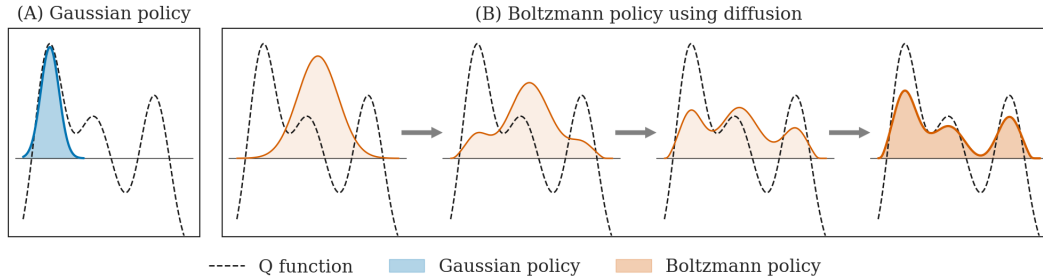 (A) Gaussian policy
(B) Boltzmann policy using diffusion
Q function
Gaussian policy
Boltzmann policy